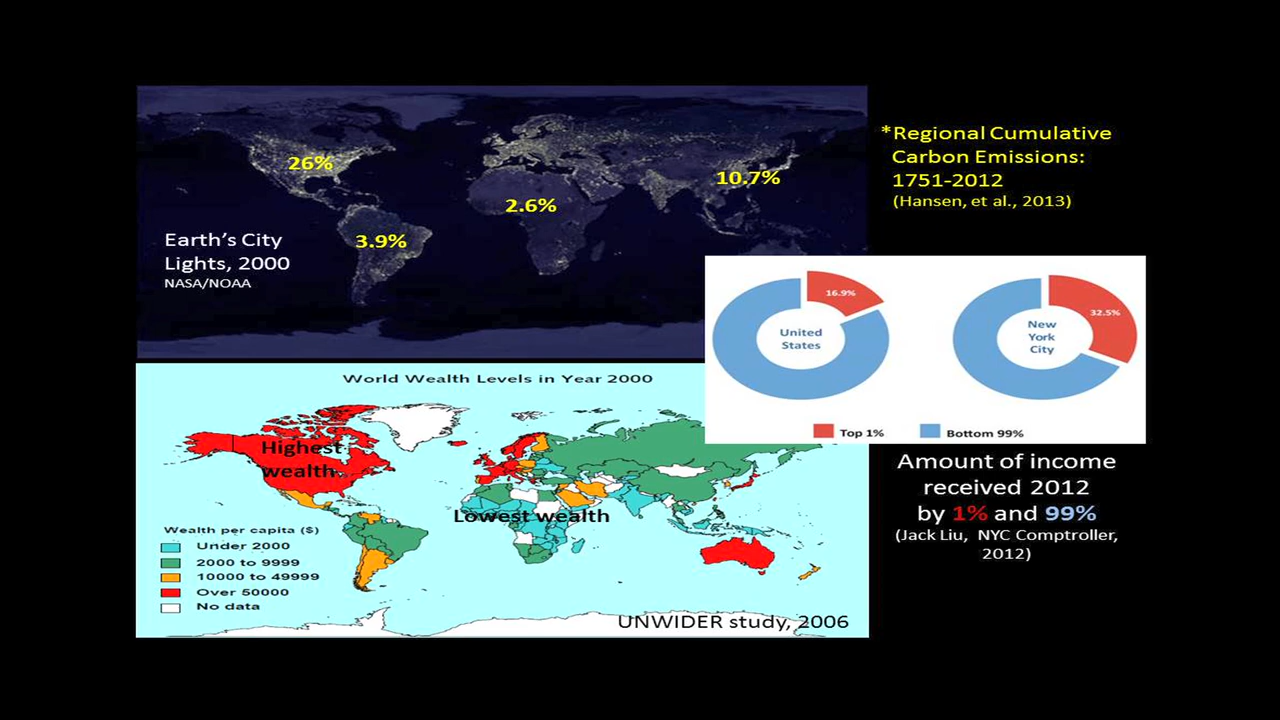 26%
10.7%
2.6%
3.9%
Earth's City
Lights, 2000
NASA/NOAA
*Regional Cumulative
Carbon Emissions:
1751-2012
(Hansen, et al., 2013)
16.9%
United
States
32.5%
New
York
City
Top 1%
Bottom 99%
World Wealth Levels in Year 2000
Highest
wealth
Lowest wealth
Wealth per capita ($)
Under 2000
2000 to 9999
10000 to 49999
Over 50000
No data
UNWIDER study, 2006
Amount of income
received 2012
by 1% and 99%
(Jack Liu, NYC Comptroller,
2012)